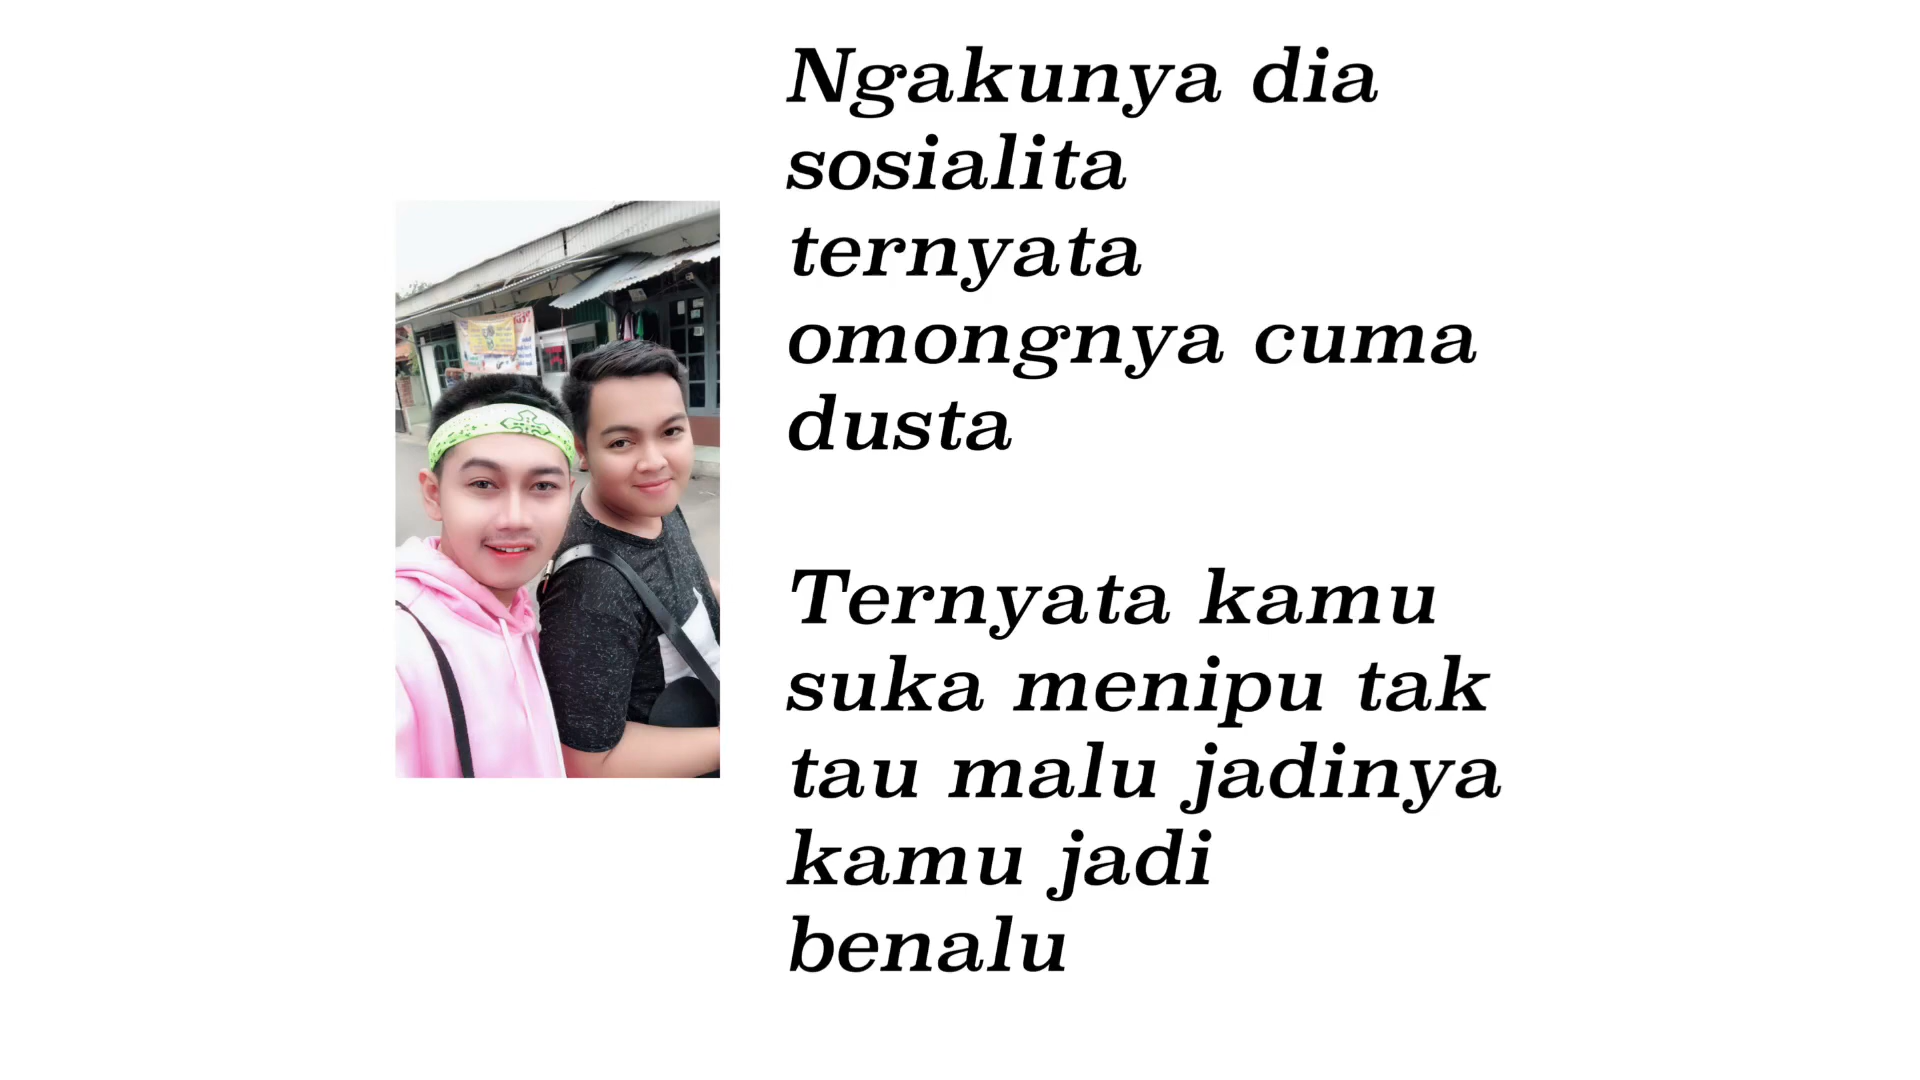 Ngakunya dia
sosialita
ternyata
omongnya cuma
dusta
Ternyata kamu
suka menipu tak
tau malu jadinya
kamu jadi
benalu